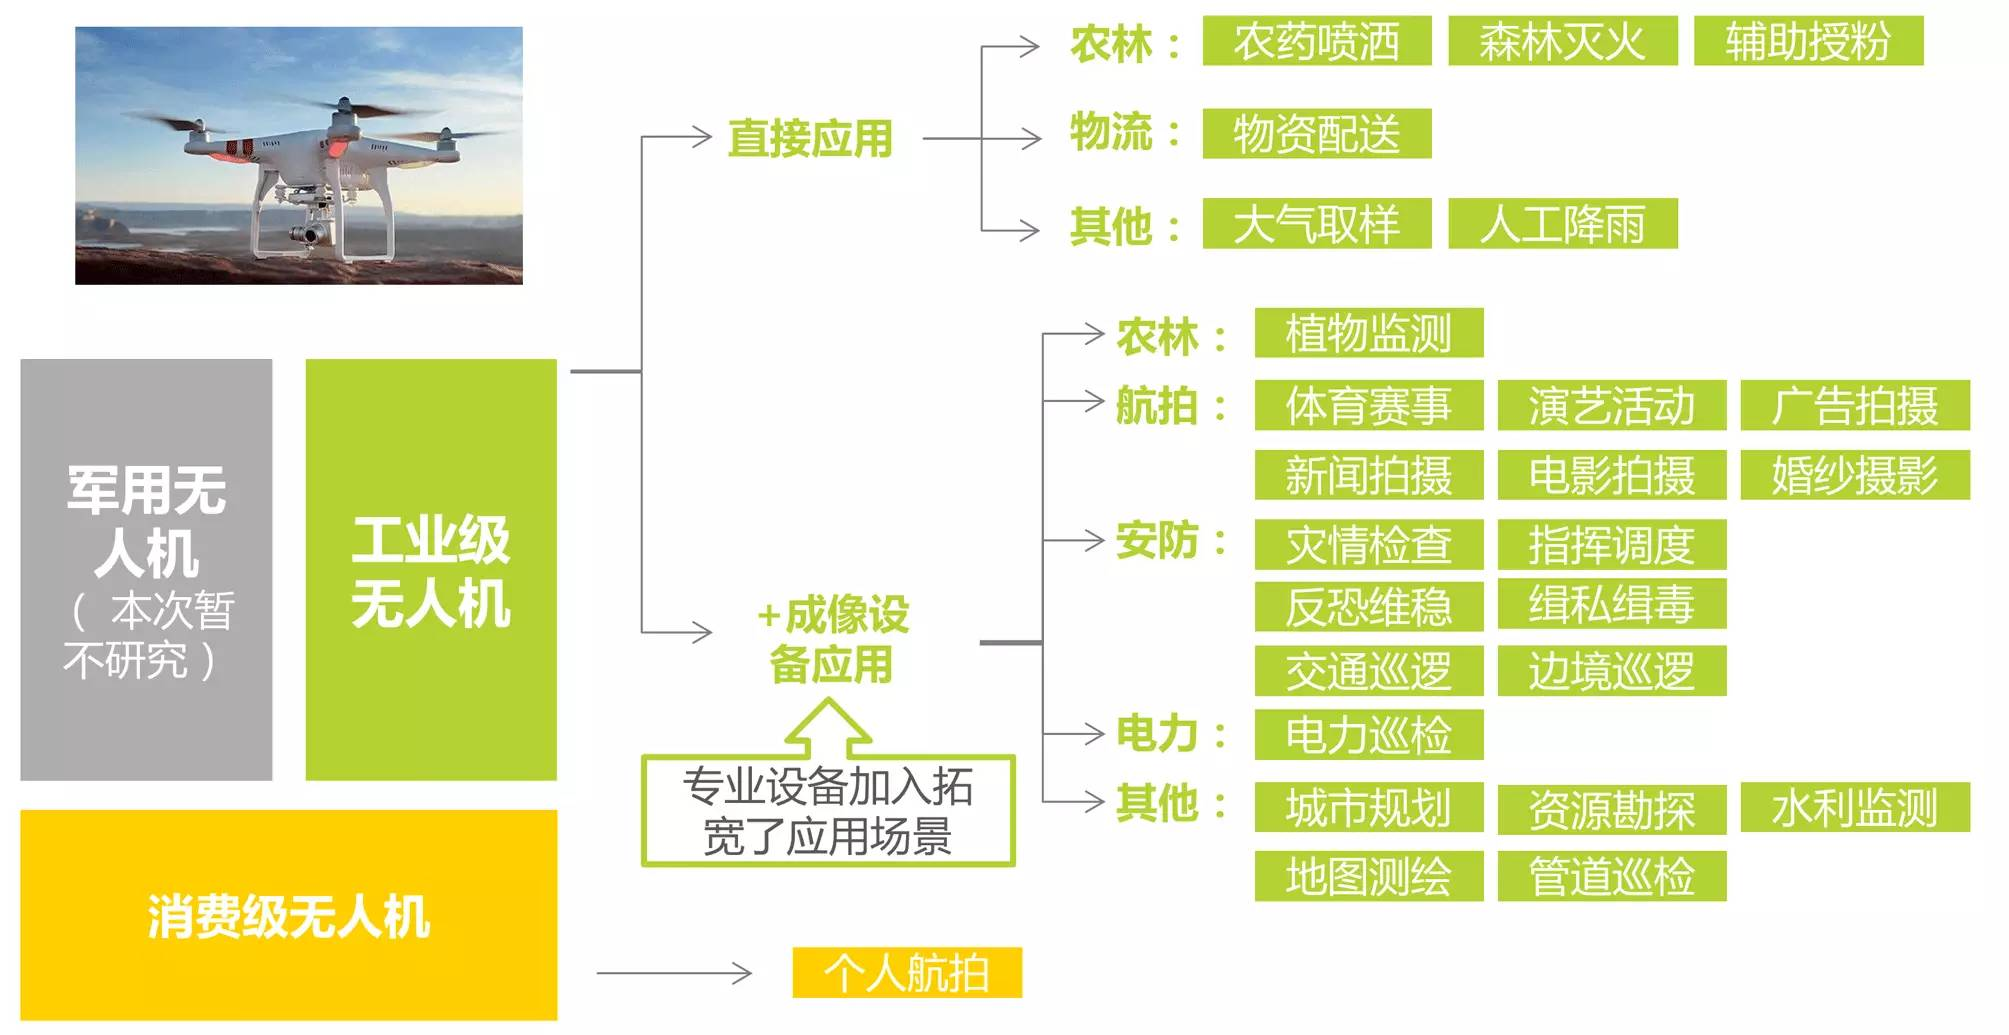 农林： 农药喷洒 森林灭火 辅助授粉
直接应用
物流： 物资配送
其他： 大气取样 人工降雨
农林： 植物监测
航拍： 体育赛事 演艺活动 广告拍摄
新闻拍摄 电影拍摄 婚纱摄影
军用无
人机
（ 本次暂
不研究 ）
工业级
无人机
安防： 灾情检查 指挥调度
反恐维稳 缉私缉毒
+成像设
备应用
交通巡逻 边境巡逻
电力： 电力巡检
专业设备加入拓
宽了应用场景
其他： 城市规划 资源勘探 水利监测
地图测绘 管道巡检
消费级无人机
个人航拍